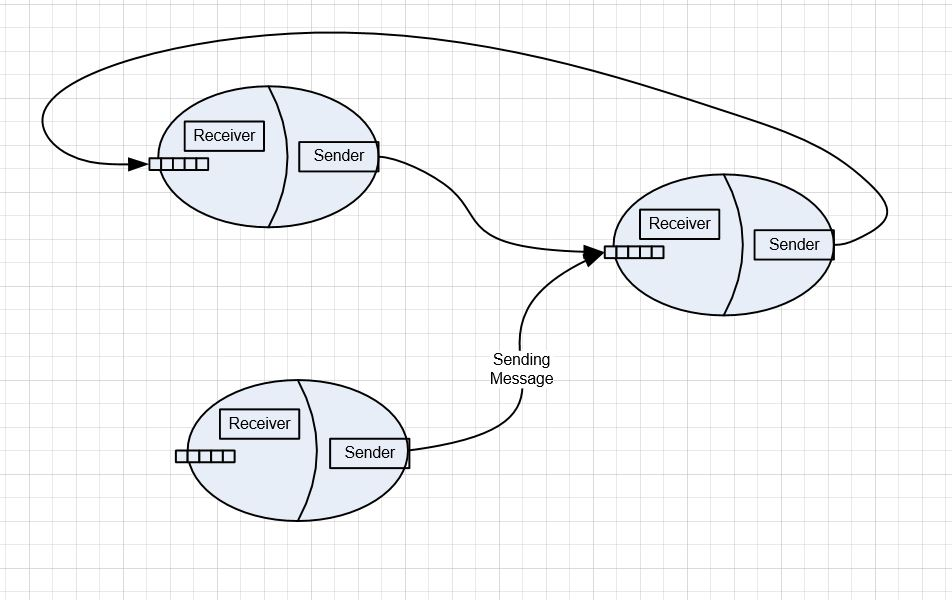 Receiver
Sender
Receiver
Sender
Sending
Message
Receiver
Sender